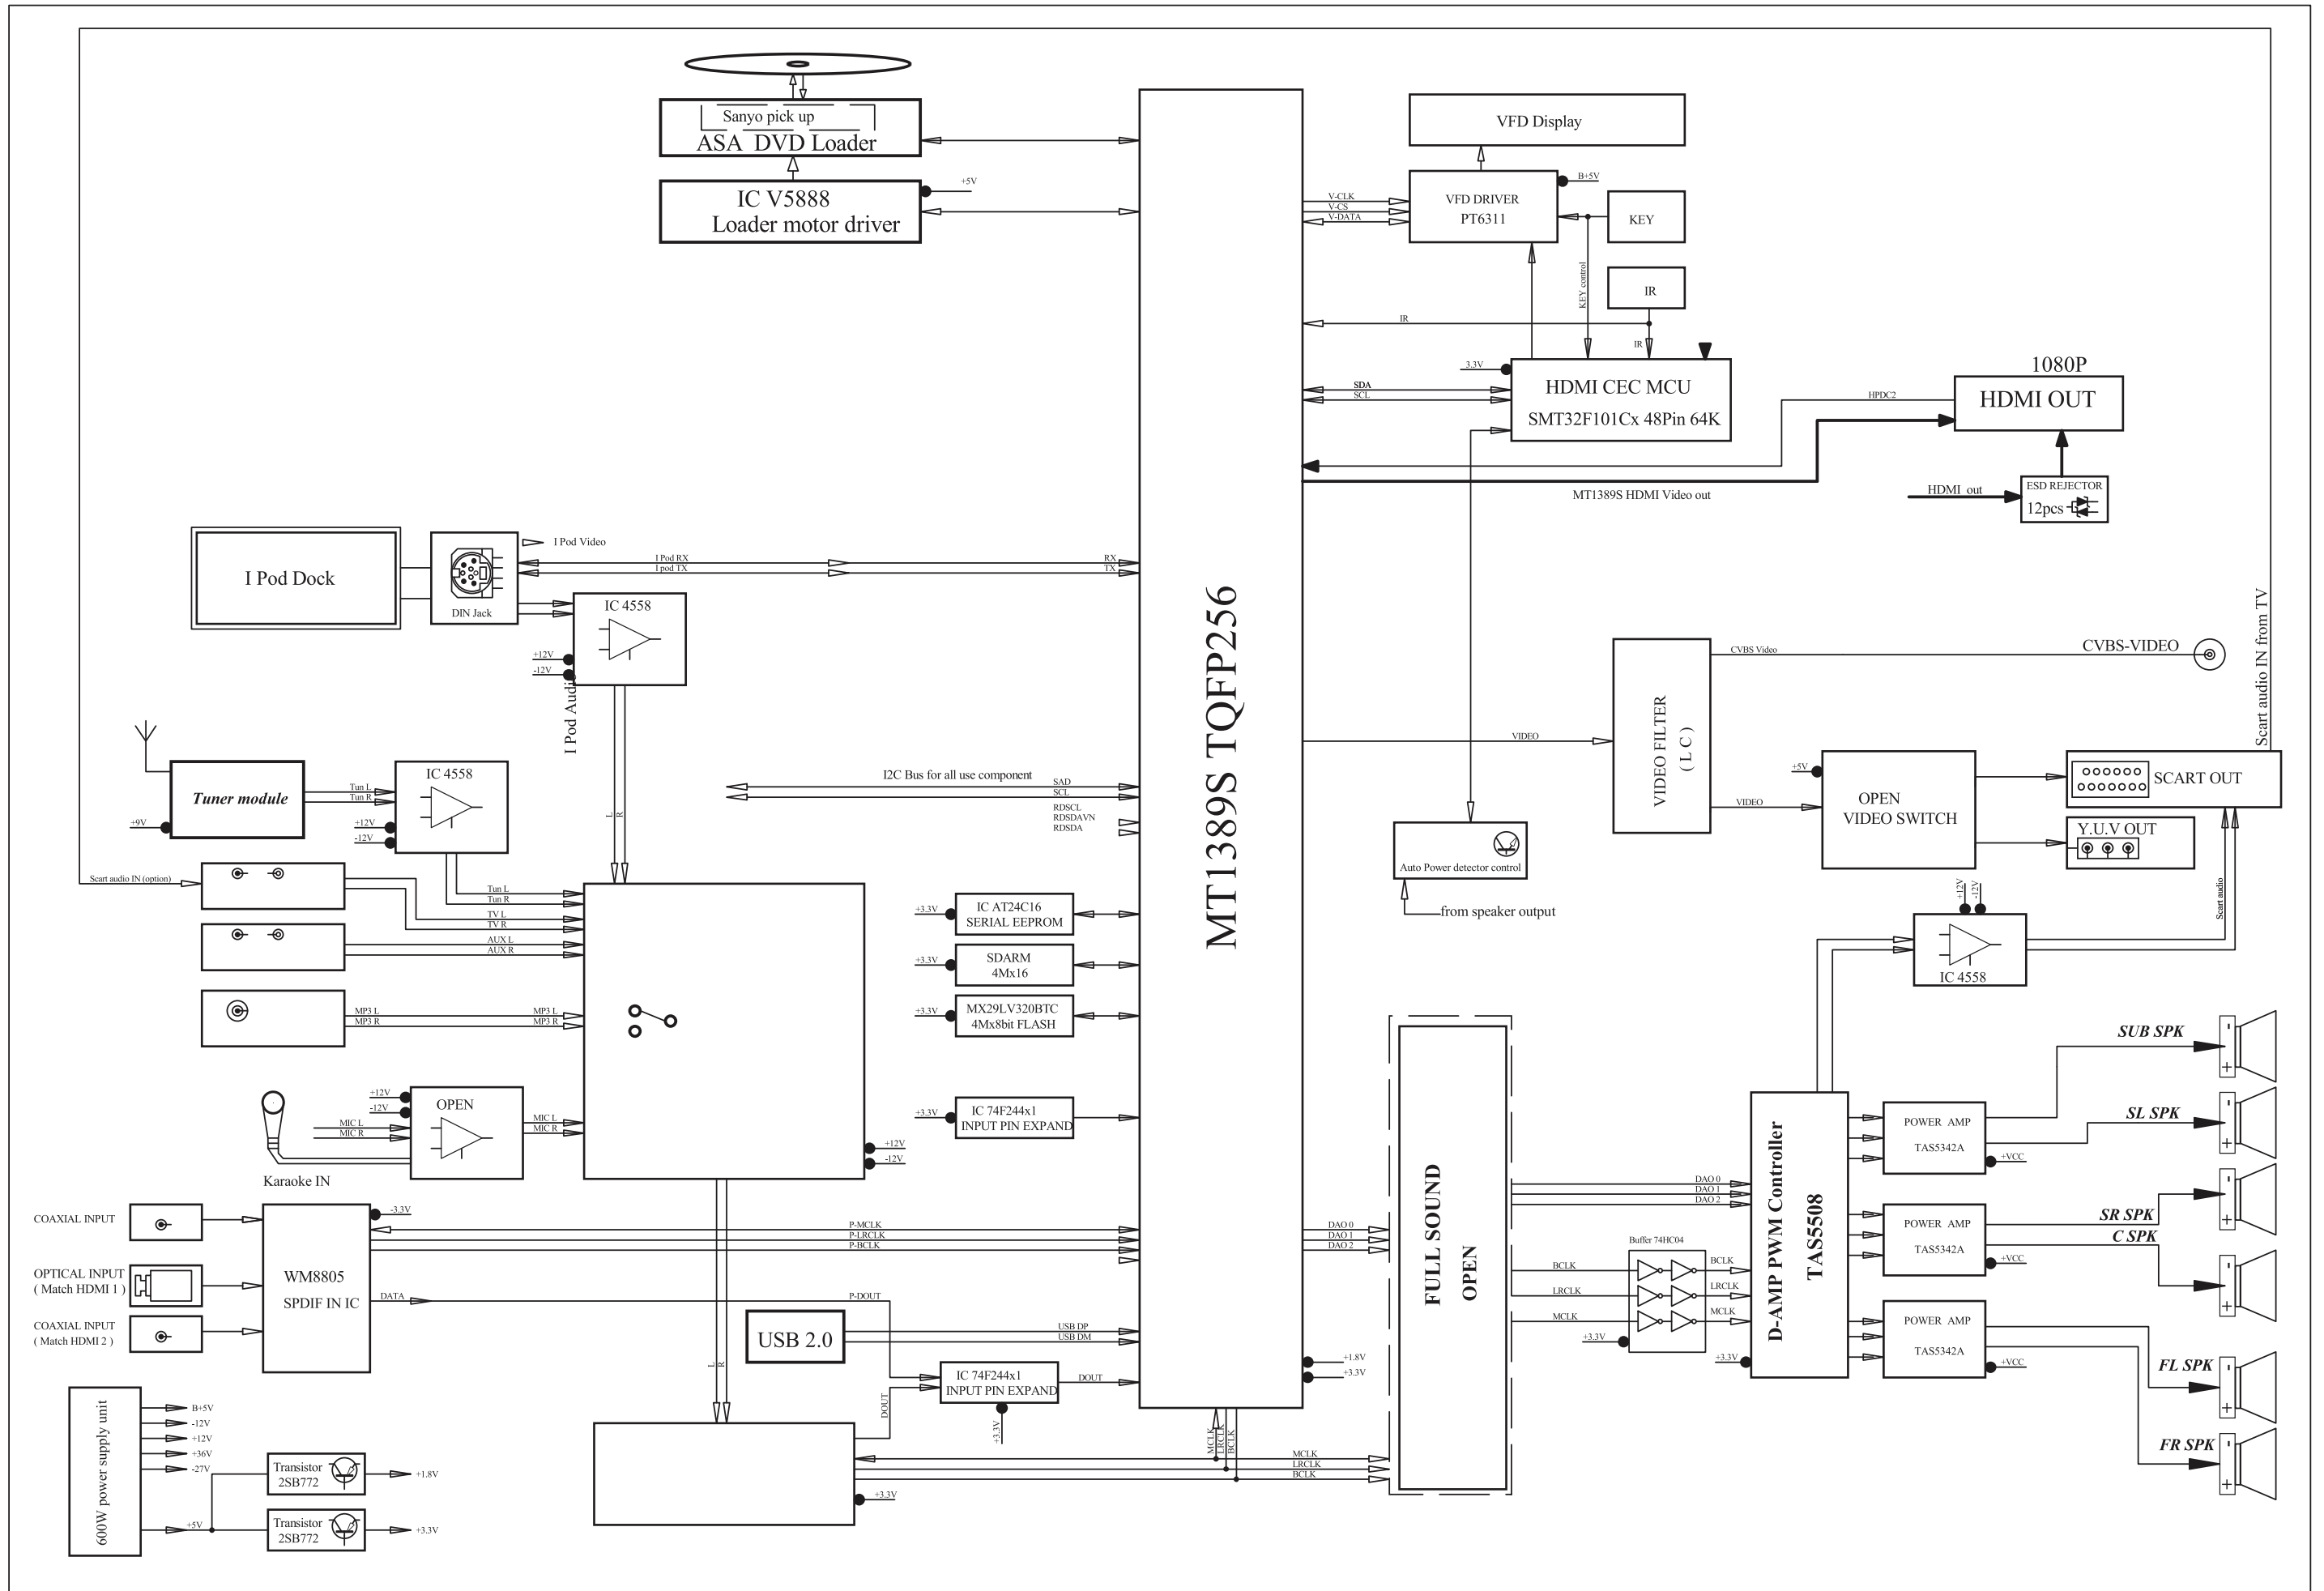 Sanyo pick up
ASA DVD Loader
IC V5888
Loader motor driver
+5V
VFD Display
VFD DRIVER
PT6311
B+5V
KEY
V-CLK
V-CS
V-DATA
KEY control
IR
IR
IR
3.3V
HDMI CEC MCU
SMT32F101Cx 48Pin 64K
SDA
SCL
1080P
HDMI OUT
HPDC2
MT1389S HDMI Video out
HDMI out
ESD REJECTOR
12pcs
I Pod Dock
DIN Jack
I Pod Video
I Pod RX
I pod TX
RX
TX
IC 4558
+12V
-12V
I Pod Audio
L
R
MT1389S TQFP256
Scart audio IN from TV
VIDEO FILTER
( L C )
CVBS Video
CVBS-VIDEO
VIDEO
VIDEO
+5V
OPEN
VIDEO SWITCH
SCART OUT
Y.U.V OUT
Scart audio
+12V
-12V
IC 4558
Auto Power detector control
from speaker output
Tuner module
+9V
Tun L
Tun R
IC 4558
+12V
-12V
I2C Bus for all use component
SAD
SCL
RDSCL
RDSDAVN
RDSDA
Scart audio IN (option)
Tun L
Tun R
TV L
TV R
AUX L
AUX R
MP3 L
MP3 R
MP3 L
MP3 R
+3.3V
IC AT24C16
SERIAL EEPROM
+3.3V
SDARM
4Mx16
+3.3V
MX29LV320BTC
4Mx8bit FLASH
+3.3V
IC 74F244x1
INPUT PIN EXPAND
+12V
-12V
OPEN
MIC L
MIC R
MIC L
MIC R
Karaoke IN
+12V
-12V
COAXIAL INPUT
OPTICAL INPUT
( Match HDMI 1 )
COAXIAL INPUT
( Match HDMI 2 )
WM8805
SPDIF IN IC
-3.3V
P-MCLK
P-LRCLK
P-BCLK
DATA
P-DOUT
L
R
USB 2.0
USB DP
USB DM
IC 74F244x1
INPUT PIN EXPAND
DOUT
DOUT
+3.3V
+1.8V
+3.3V
MCLK
LRCLK
BCLK
MCLK
LRCLK
BCLK
+3.3V
DAO 0
DAO 1
DAO 2
FULL SOUND
OPEN
DAO 0
DAO 1
DAO 2
BCLK
LRCLK
MCLK
Buffer 74HC04
+3.3V
BCLK
LRCLK
MCLK
+3.3V
D-AMP PWM Controller
TAS5508
POWER AMP
TAS5342A
+VCC
POWER AMP
TAS5342A
+VCC
POWER AMP
TAS5342A
+VCC
SUB SPK
SL SPK
SR SPK
C SPK
FL SPK
FR SPK
600W power supply unit
B+5V
-12V
+12V
+36V
-27V
+5V
Transistor
2SB772
+1.8V
Transistor
2SB772
+3.3V